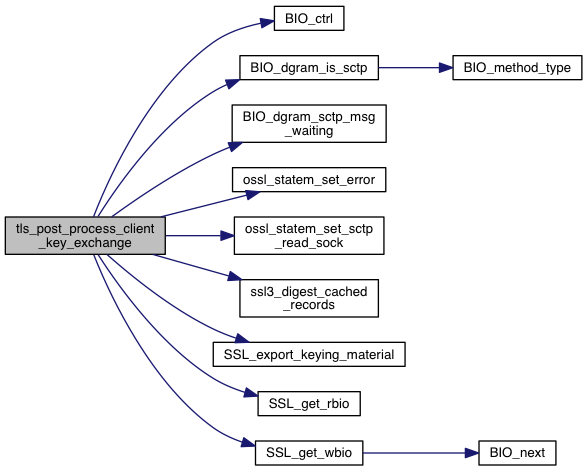 BIO_ctrl
BIO_dgram_is_sctp
BIO_method_type
BIO_dgram_sctp_msg
_waiting
ossl_statem_set_error
tls_post_process_client
_key_exchange
ossl_statem_set_sctp
_read_sock
ssl3_digest_cached
_records
SSL_export_keying_material
SSL_get_rbio
SSL_get_wbio
BIO_next